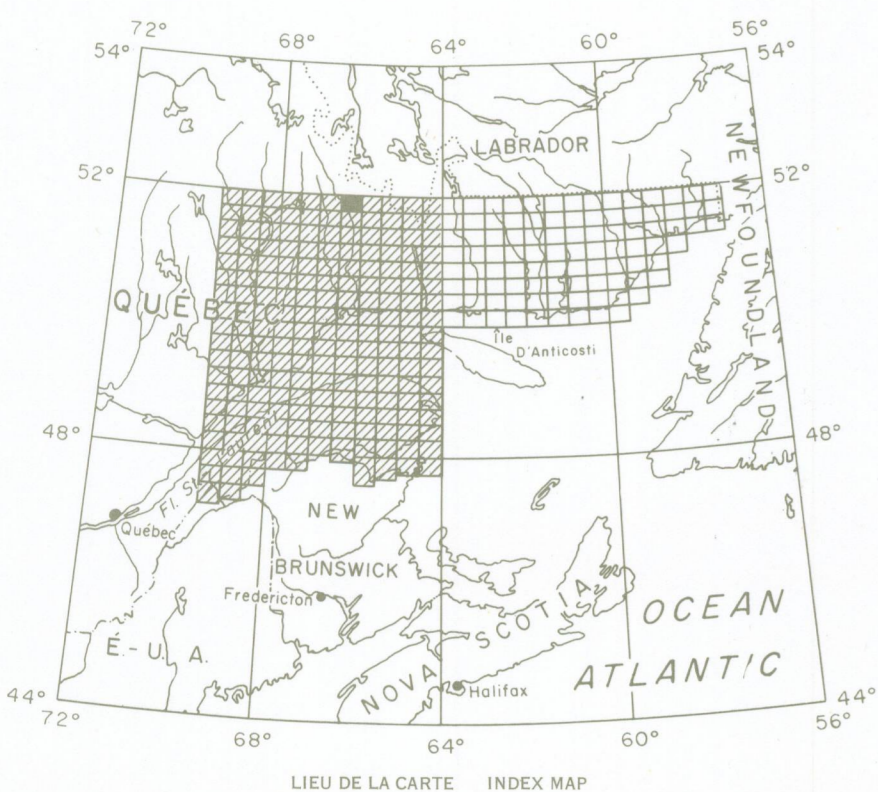 72° 68° 64° 60° 56°
54° 54°
LABRADOR
52° 52°
NEWFOUNDLAND
QUÉBEC
Île
D'Anticosti
48° 48°
Fl. St. Laurent
Québec
NEW
BRUNSWICK
Fredericton
NOVA SCOTIA
OCEAN
ATLANTIC
É.-U.A.
Halifax
44° 44°
72° 68° 64° 60° 56°
LIEU DE LA CARTE INDEX MAP